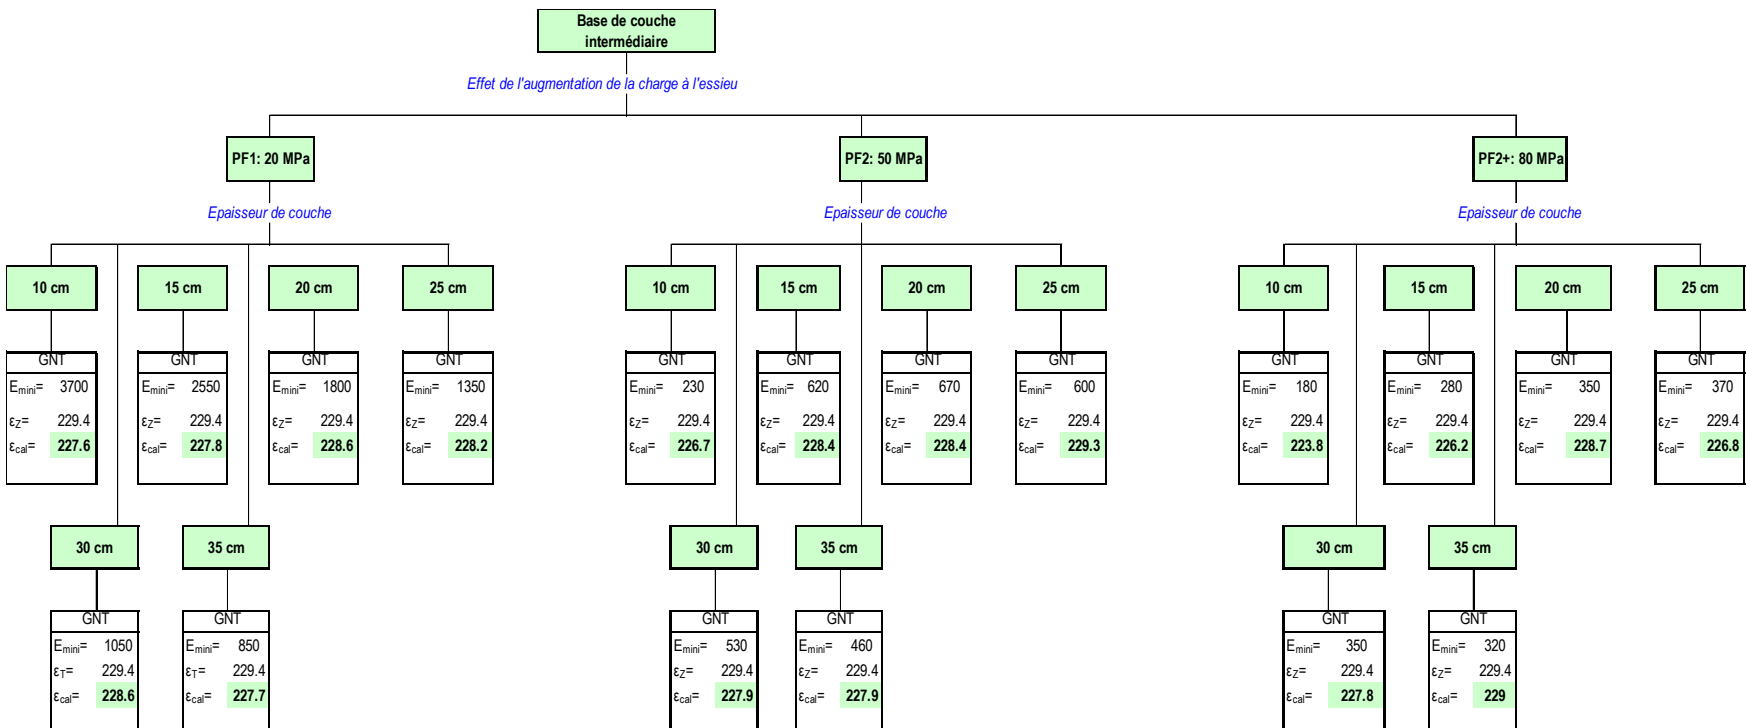 Base de couche
intermédiaire
Effet de l'augmentation de la charge à l'essieu
PF1: 20 MPa
PF2: 50 MPa
PF2+: 80 MPa
Epaisseur de couche
Epaisseur de couche
Epaisseur de couche
10 cm
15 cm
20 cm
25 cm
10 cm
15 cm
20 cm
25 cm
10 cm
15 cm
20 cm
25 cm
GNT
Emini= 3700
εZ= 229.4
εcal= 227.6
GNT
Emini= 2550
εZ= 229.4
εcal= 227.8
GNT
Emini= 1800
εZ= 229.4
εcal= 228.6
GNT
Emini= 1350
εZ= 229.4
εcal= 228.2
GNT
Emini= 230
εZ= 229.4
εcal= 226.7
GNT
Emini= 620
εZ= 229.4
εcal= 228.4
GNT
Emini= 670
εZ= 229.4
εcal= 228.4
GNT
Emini= 600
εZ= 229.4
εcal= 229.3
GNT
Emini= 180
εZ= 229.4
εcal= 223.8
GNT
Emini= 280
εZ= 229.4
εcal= 226.2
GNT
Emini= 350
εZ= 229.4
εcal= 228.7
GNT
Emini= 370
εZ= 229.4
εcal= 226.8
30 cm
35 cm
30 cm
35 cm
30 cm
35 cm
GNT
Emini= 1050
εT= 229.4
εcal= 228.6
GNT
Emini= 850
εT= 229.4
εcal= 227.7
GNT
Emini= 530
εZ= 229.4
εcal= 227.9
GNT
Emini= 460
εZ= 229.4
εcal= 227.9
GNT
Emini= 350
εZ= 229.4
εcal= 227.8
GNT
Emini= 320
εZ= 229.4
εcal= 229